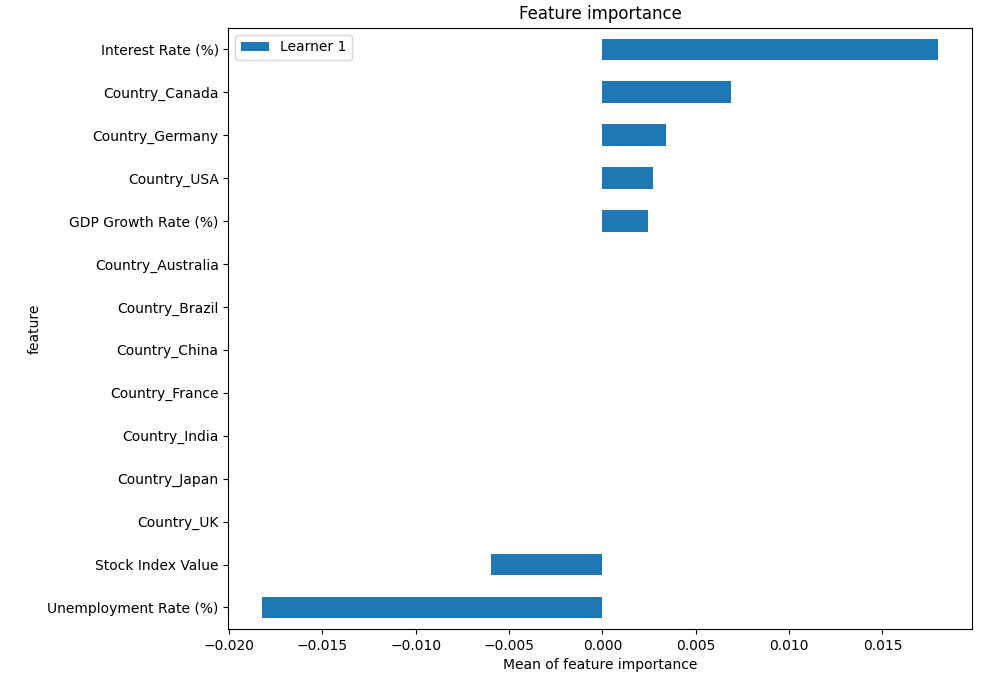 Feature importance
Learner 1
Interest Rate (%)
Country_Canada
Country_Germany
Country_USA
GDP Growth Rate (%)
Country_Australia
Country_Brazil
Country_China
Country_France
Country_India
Country_Japan
Country_UK
Stock Index Value
Unemployment Rate (%)
feature
−0.020 −0.015 −0.010 −0.005 0.000 0.005 0.010 0.015
Mean of feature importance